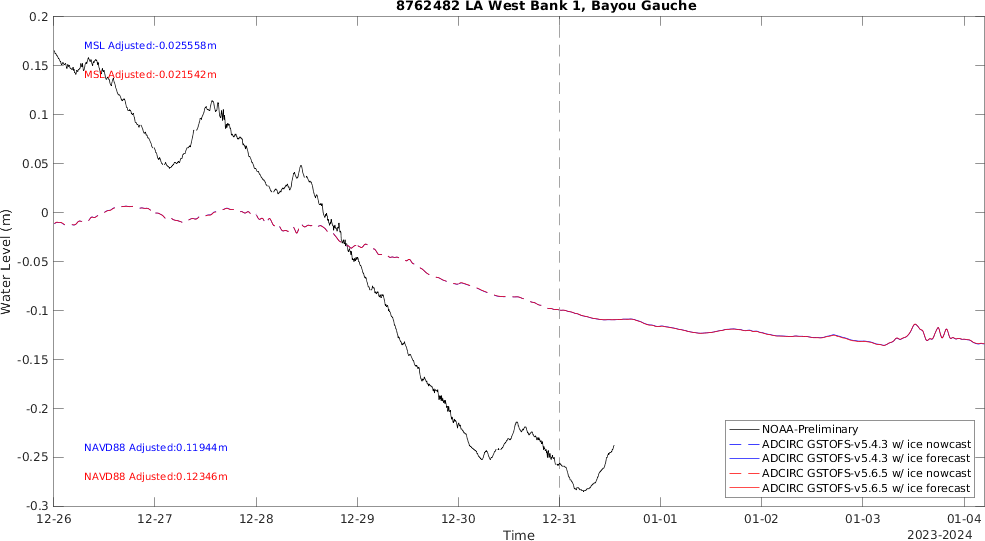 8762482 LA West Bank 1, Bayou Gauche
Water Level (m)
0.2
0.15
0.1
0.05
0
-0.05
-0.1
-0.15
-0.2
-0.25
-0.3
MSL Adjusted:-0.025558m
MSL Adjusted:-0.021542m
NAVD88 Adjusted:0.11944m
NAVD88 Adjusted:0.12346m
NOAA-Preliminary
ADCIRC GSTOFS-v5.4.3 w/ ice nowcast
ADCIRC GSTOFS-v5.4.3 w/ ice forecast
ADCIRC GSTOFS-v5.6.5 w/ ice nowcast
ADCIRC GSTOFS-v5.6.5 w/ ice forecast
12-26 12-27 12-28 12-29 12-30 12-31 01-01 01-02 01-03 01-04
Time
2023-2024